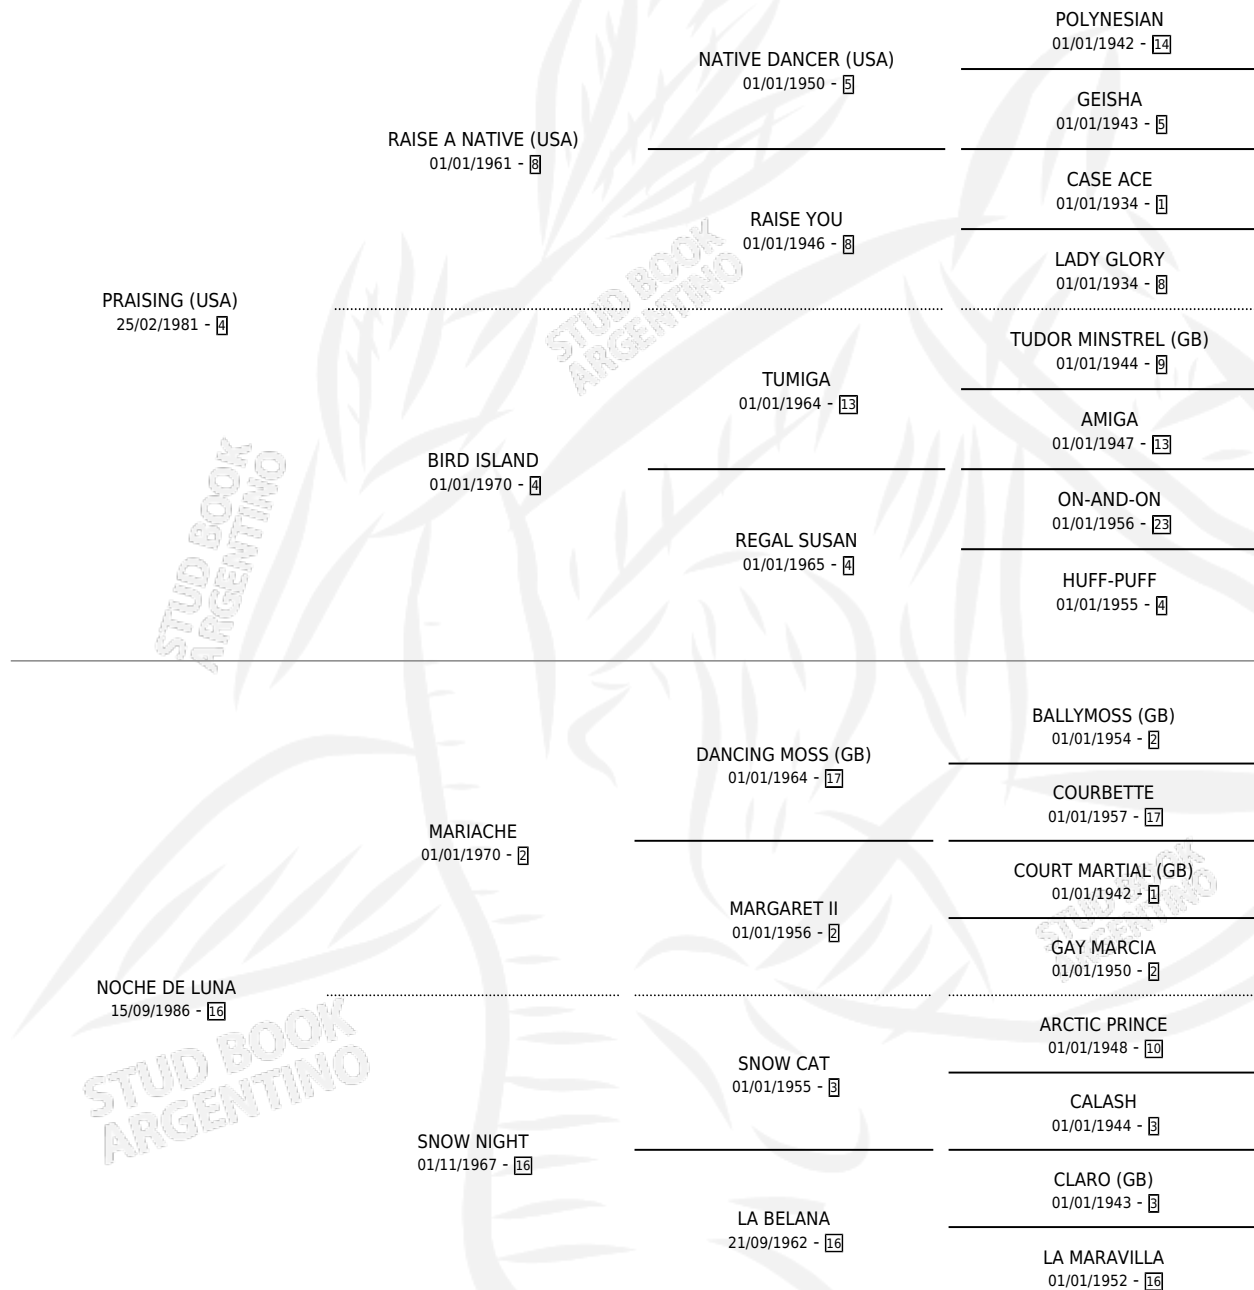 POLYNESIAN
01/01/1942 - 14
NATIVE DANCER (USA)
01/01/1950 - 5
GEISHA
01/01/1943 - 5
RAISE A NATIVE (USA)
01/01/1961 - 8
CASE ACE
01/01/1934 - 1
RAISE YOU
01/01/1946 - 8
LADY GLORY
01/01/1934 - 8
PRAISING (USA)
25/02/1981 - 4
STUD BOOK
ARGENTINO
TUDOR MINSTREL (GB)
01/01/1944 - 9
TUMIGA
01/01/1964 - 13
AMIGA
01/01/1947 - 13
BIRD ISLAND
01/01/1970 - 4
ON-AND-ON
01/01/1956 - 23
REGAL SUSAN
01/01/1965 - 4
HUFF-PUFF
01/01/1955 - 4
STUD BOOK
ARGENTINO
BALLYMOSS (GB)
01/01/1954 - 2
DANCING MOSS (GB)
01/01/1964 - 17
COURBETTE
01/01/1957 - 17
MARIACHE
01/01/1970 - 2
COURT MARTIAL (GB)
01/01/1942 - 1
MARGARET II
01/01/1956 - 2
GAY MARCIA
01/01/1950 - 2
STUD BOOK
ARGENTINO
NOCHE DE LUNA
15/09/1986 - 16
ARCTIC PRINCE
01/01/1948 - 10
SNOW CAT
01/01/1955 - 3
CALASH
01/01/1944 - 3
STUD BOOK
ARGENTINO
SNOW NIGHT
01/11/1967 - 16
CLARO (GB)
01/01/1943 - 3
LA BELANA
21/09/1962 - 16
LA MARAVILLA
01/01/1952 - 16